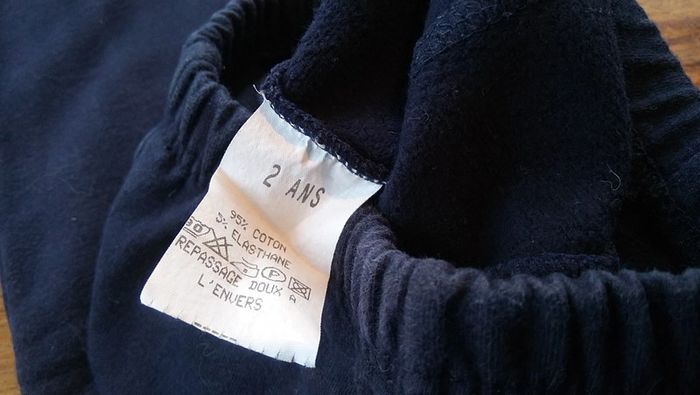 2 ANS
95% COTON
5% ELASTHANE
P
REPASSAGE DOUX A
L'ENVERS